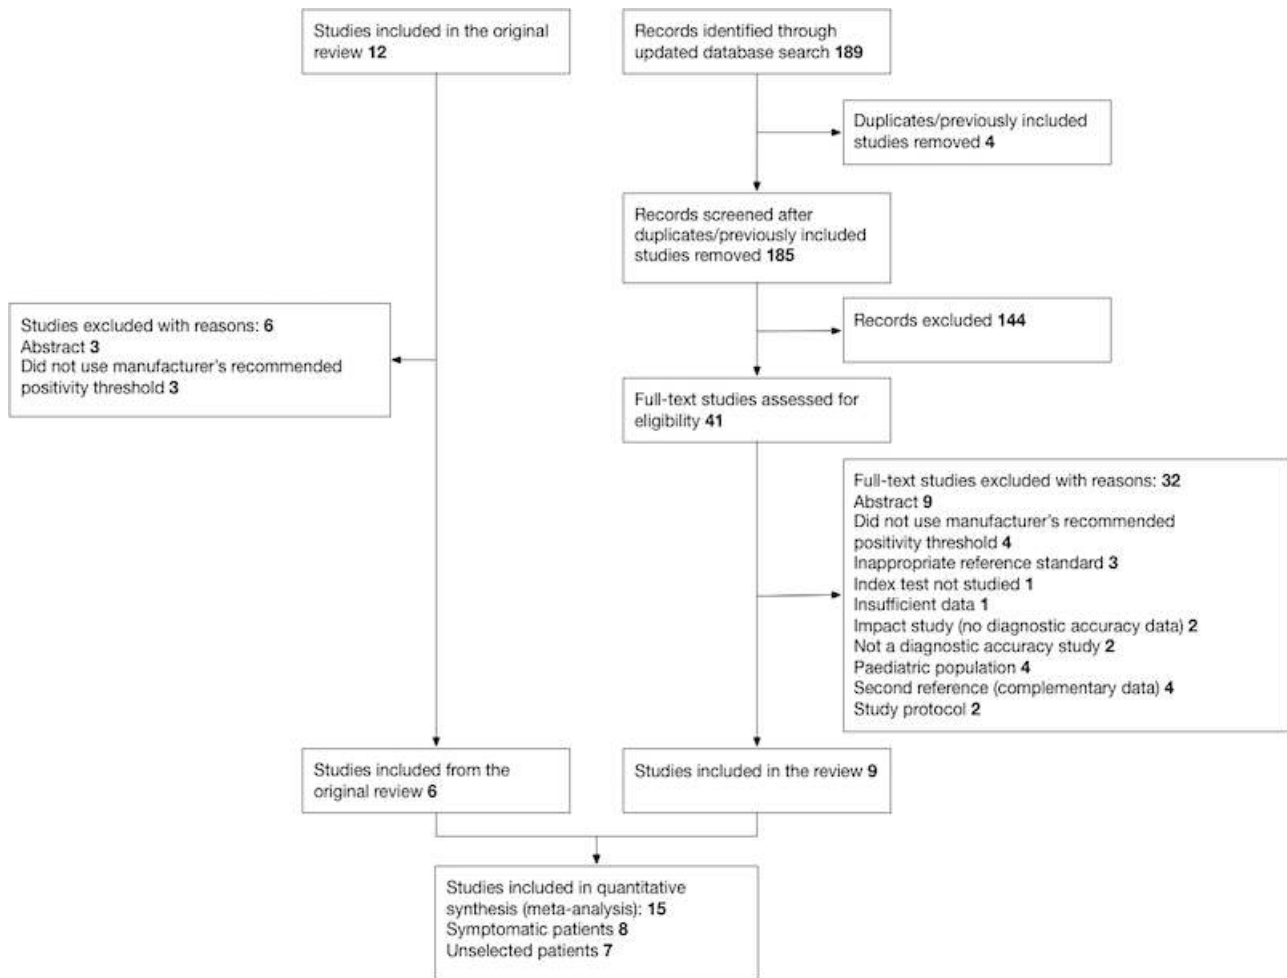 Studies included in the original
review 12
Records identified through
updated database search 189
Duplicates/previously included
studies removed 4
Records screened after
duplicates/previously included
studies removed 185
Studies excluded with reasons: 6
Abstract 3
Did not use manufacturer's recommended
positivity threshold 3
Records excluded 144
Full-text studies assessed for
eligibility 41
Full-text studies excluded with reasons: 32
Abstract 9
Did not use manufacturer's recommended
positivity threshold 4
Inappropriate reference standard 3
Index test not studied 1
Insufficient data 1
Impact study (no diagnostic accuracy data) 2
Not a diagnostic accuracy study 2
Paediatric population 4
Second reference (complementary data) 4
Study protocol 2
Studies included from the
original review 6
Studies included in the review 9
Studies included in quantitative
synthesis (meta-analysis): 15
Symptomatic patients 8
Unselected patients 7